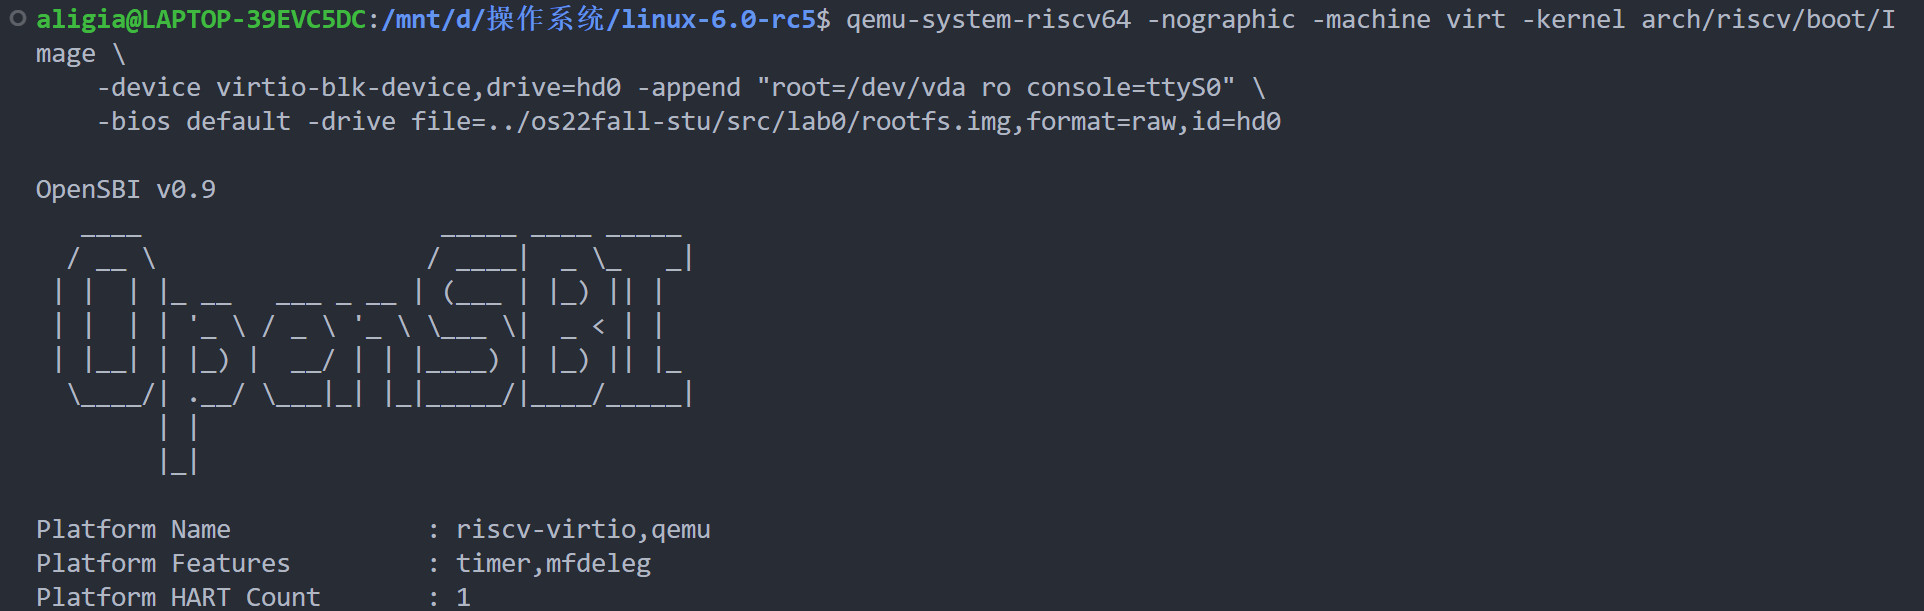 aligia@LAPTOP-39EVC5DC:/mnt/d/操作系统/linux-6.0-rc5$ qemu-system-riscv64 -nographic -machine virt -kernel arch/riscv/boot/I
mage \
    -device virtio-blk-device,drive=hd0 -append "root=/dev/vda ro console=ttyS0" \
    -bios default -drive file=../os22fall-stu/src/lab0/rootfs.img,format=raw,id=hd0

OpenSBI v0.9
   ____                    _____ ____ _____
  / __ \                  / ____|  _ \_   _|
 | |  | |_ __   ___ _ __ | (___ | |_) || |
 | |  | | '_ \ / _ \ '_ \ \___ \|  _ < | |
 | |__| | |_) |  __/ | | |____) | |_) || |_
  \____/| .__/ \___|_| |_|_____/|____/_____|
        | |
        |_|

Platform Name             : riscv-virtio,qemu
Platform Features         : timer,mfdeleg
Platform HART Count       : 1